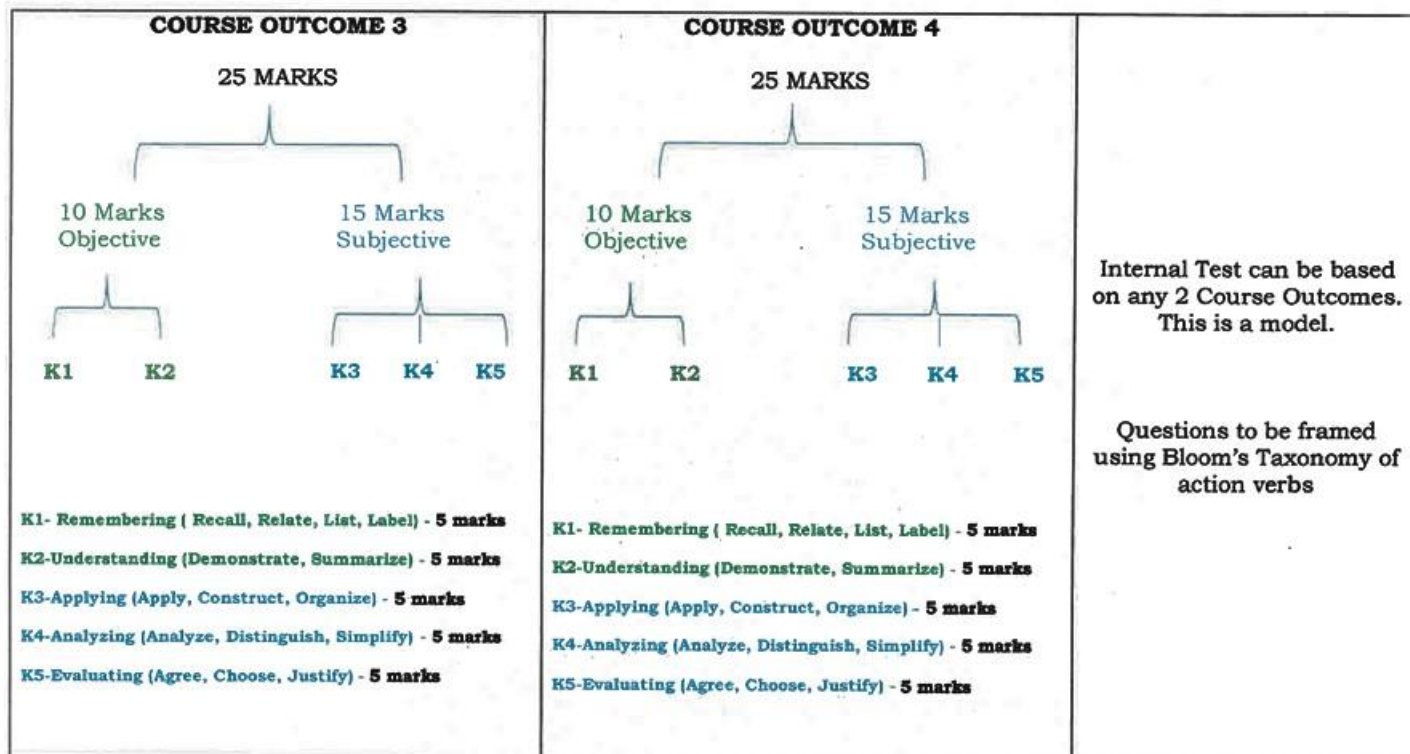 COURSE OUTCOME 3
25 MARKS
10 Marks
Objective
15 Marks
Subjective
K1
K2
K3
K4
K5
K1- Remembering ( Recall, Relate, List, Label) - 5 marks
K2-Understanding (Demonstrate, Summarize) - 5 marks
K3-Applying (Apply, Construct, Organize) - 5 marks
K4-Analyzing (Analyze, Distinguish, Simplify) - 5 marks
K5-Evaluating (Agree, Choose, Justify) - 5 marks
COURSE OUTCOME 4
25 MARKS
10 Marks
Objective
15 Marks
Subjective
K1
K2
K3
K4
K5
K1- Remembering ( Recall, Relate, List, Label) - 5 marks
K2-Understanding (Demonstrate, Summarize) - 5 marks
K3-Applying (Apply, Construct, Organize) - 5 marks
K4-Analyzing (Analyze, Distinguish, Simplify) - 5 marks
K5-Evaluating (Agree, Choose, Justify) - 5 marks
Internal Test can be based
on any 2 Course Outcomes.
This is a model.
Questions to be framed
using Bloom's Taxonomy of
action verbs